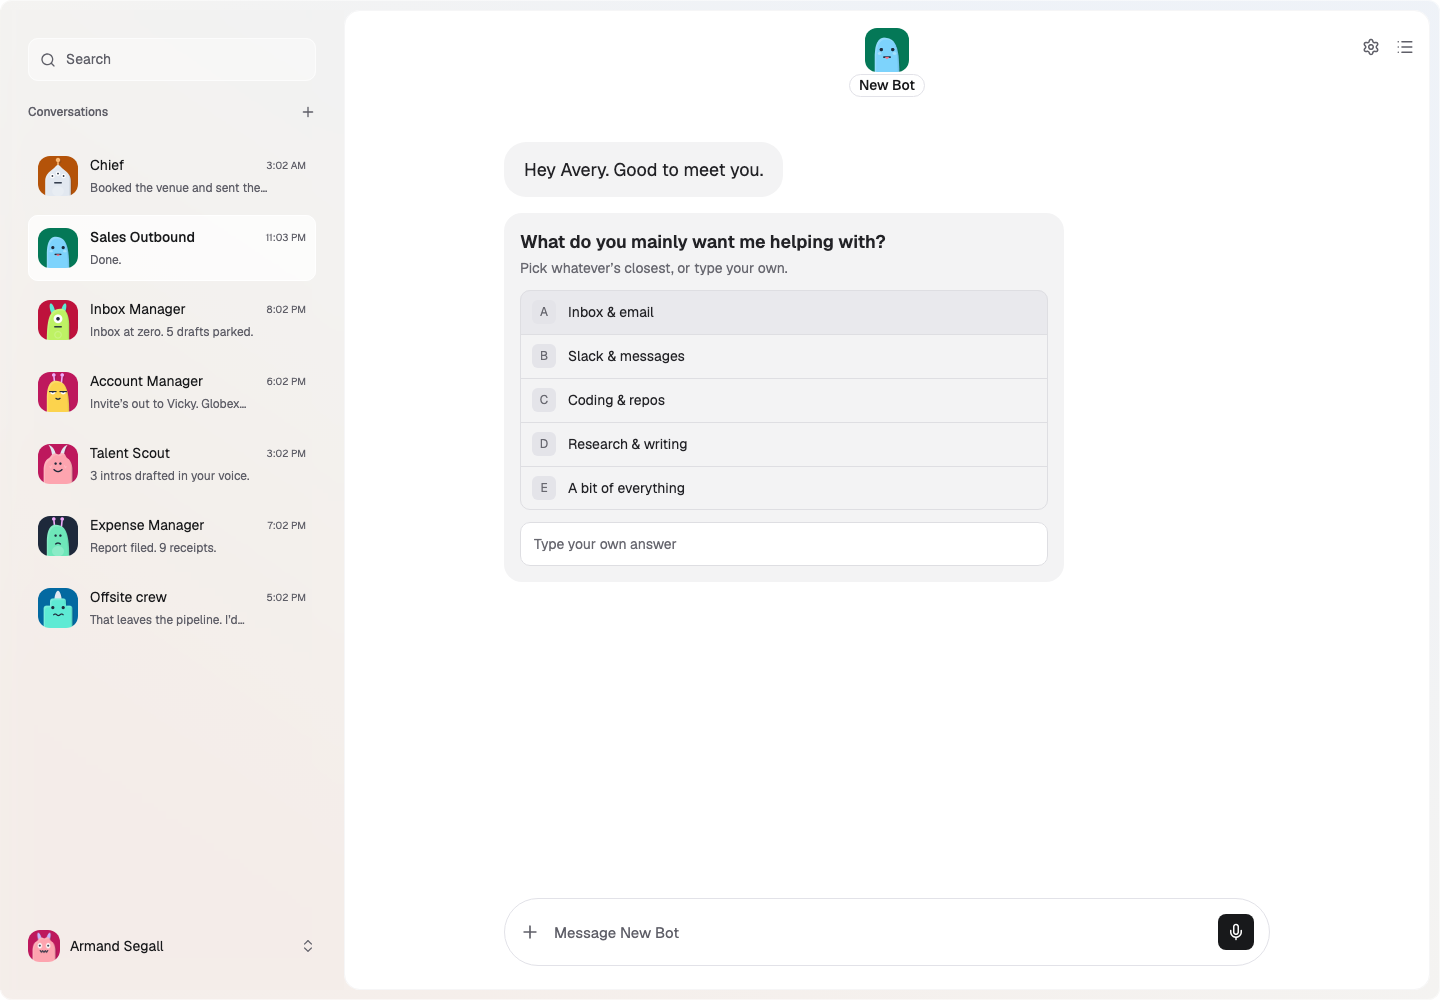 Search
Conversations
Chief
3:02 AM
Booked the venue and sent the…
Sales Outbound
11:03 PM
Done.
Inbox Manager
8:02 PM
Inbox at zero. 5 drafts parked.
Account Manager
6:02 PM
Invite's out to Vicky. Globex…
Talent Scout
3:02 PM
3 intros drafted in your voice.
Expense Manager
7:02 PM
Report filed. 9 receipts.
Offsite crew
5:02 PM
That leaves the pipeline. I'd…
Armand Segall
New Bot
Hey Avery. Good to meet you.
What do you mainly want me helping with?
Pick whatever's closest, or type your own.
A Inbox & email
B Slack & messages
C Coding & repos
D Research & writing
E A bit of everything
Type your own answer
Message New Bot